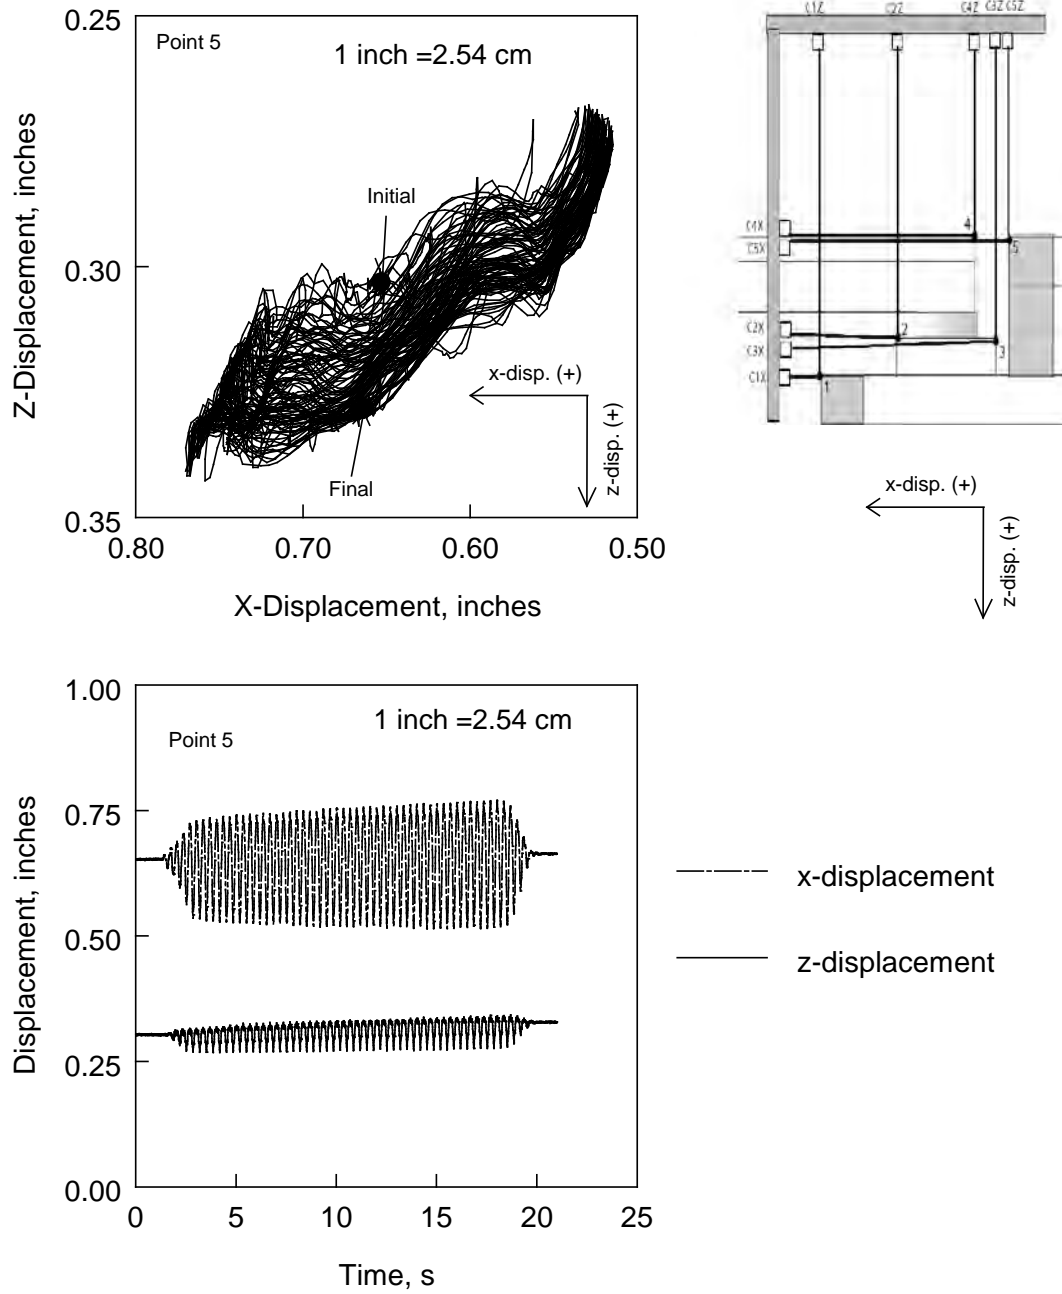 0.25
Point 5
1 inch =2.54 cm
Z-Displacement, inches
Initial
0.30
x-disp. (+)
z-disp. (+)
Final
0.35
0.80
0.70
0.60
0.50
X-Displacement, inches
C1Z
C2Z
C4Z
C3Z
C5Z
C4X
C5X
4
5
C2X
C3X
C1X
2
3
1
x-disp. (+)
z-disp. (+)
1.00
Point 5
1 inch =2.54 cm
Displacement, inches
0.75
0.50
0.25
0.00
0
5
10
15
20
25
Time, s
x-displacement
z-displacement